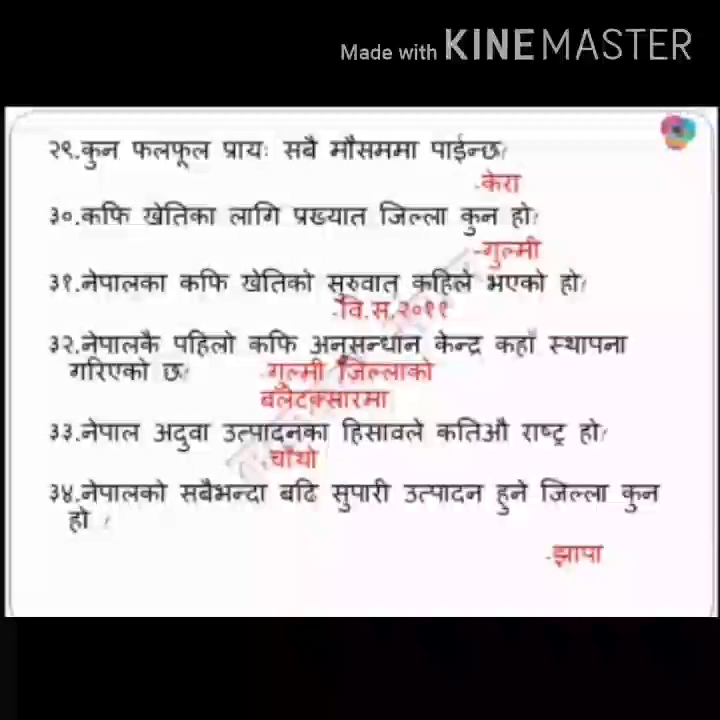 Made with KINEMASTER
२९.कुन फलफूल प्रायः सबै मौसममा पाईन्छ?
-केरा
३०.कफि खेतिका लागि प्रख्यात जिल्ला कुन हो?
-गुल्मी
३१.नेपालका कफि खेतिको सुरुवात कहिले भएको हो?
-वि.स.२०११
३२.नेपालकै पहिलो कफि अनुसन्धान केन्द्र कहाँ स्थापना
गरिएको छ? -गुल्मी जिल्लाको
बलेटक्सारमा
३३.नेपाल अदुवा उत्पादनका हिसावले कतिऔ राष्ट्र हो?
-चौथो
३४.नेपालको सबैभन्दा बढि सुपारी उत्पादन हुने जिल्ला कुन
हो ?
-झापा